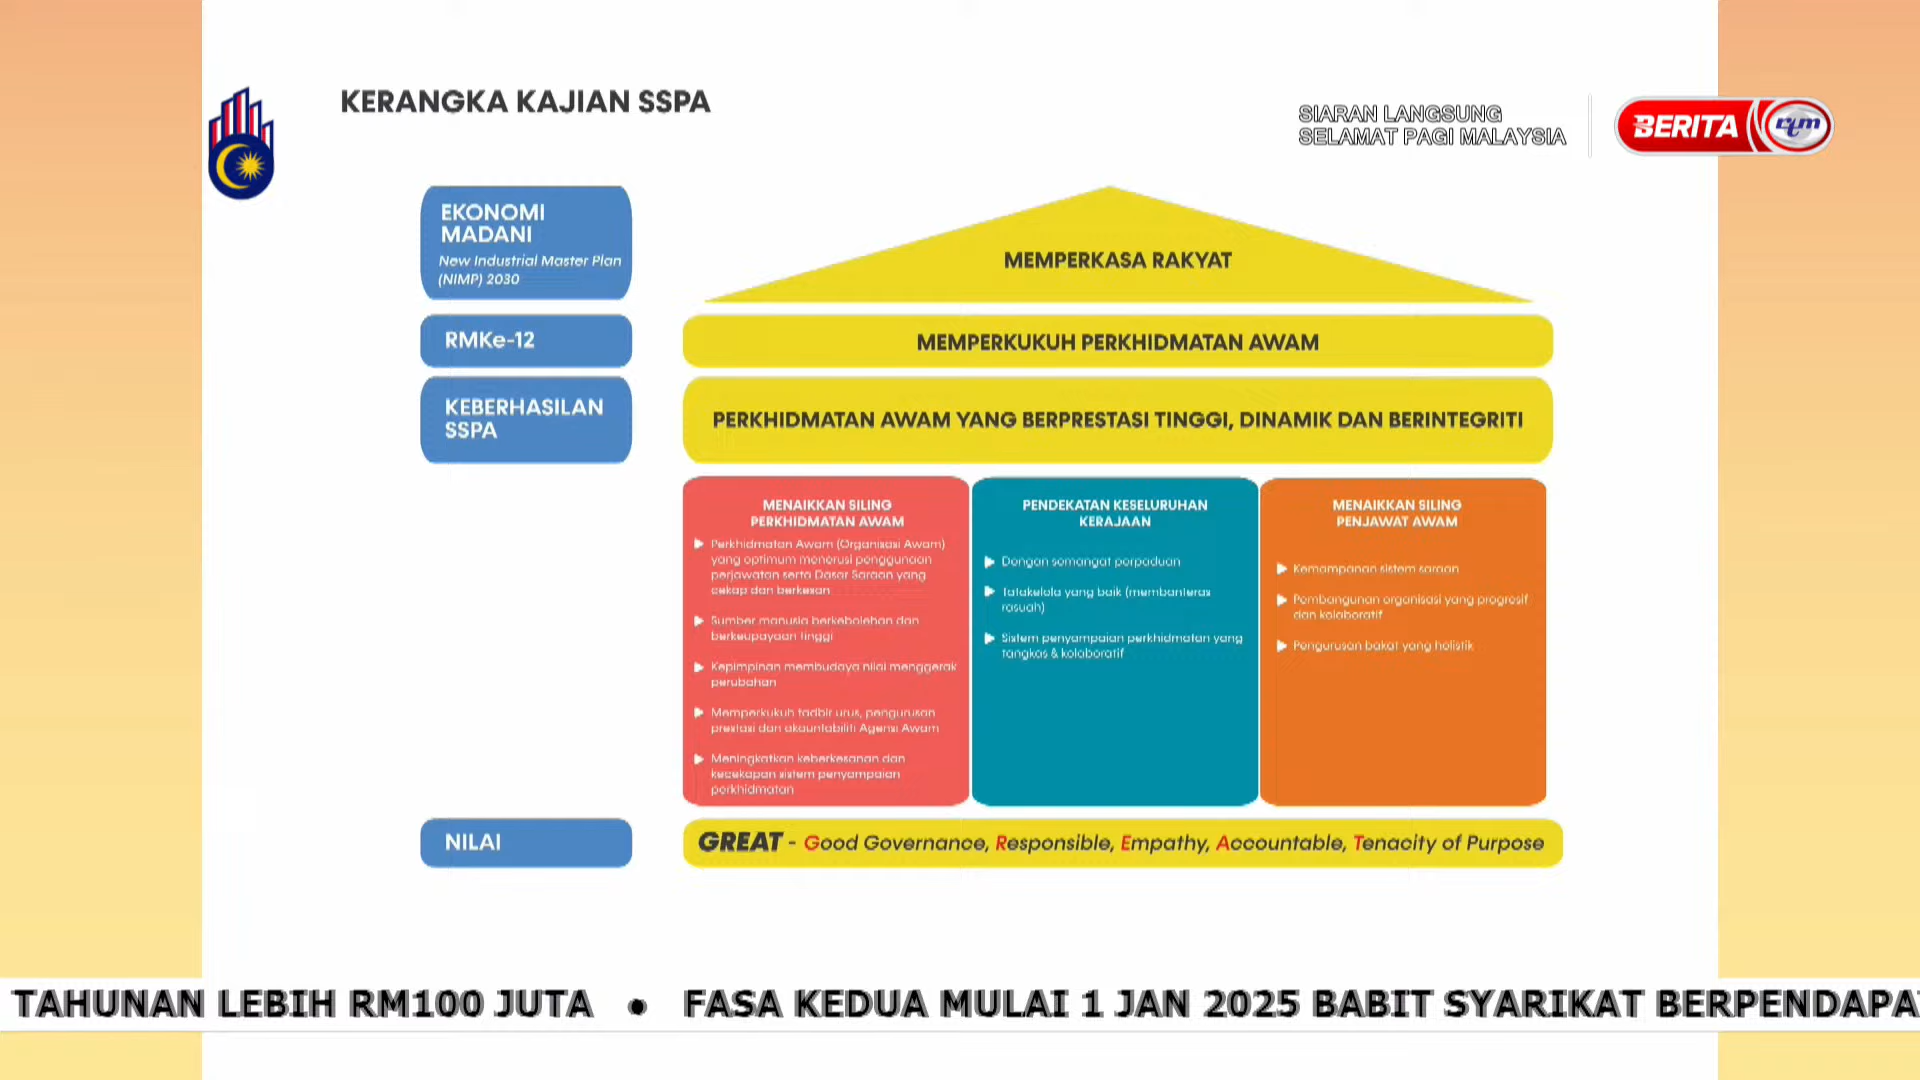 KERANGKA KAJIAN SSPA
SIARAN LANGSUNG
SELAMAT PAGI MALAYSIA
BERITA rtm
EKONOMI
MADANI
New Industrial Master Plan
(NIMP) 2030
MEMPERKASA RAKYAT
RMKe-12
MEMPERKUKUH PERKHIDMATAN AWAM
KEBERHASILAN
SSPA
PERKHIDMATAN AWAM YANG BERPRESTASI TINGGI, DINAMIK DAN BERINTEGRITI
MENAIKKAN SILING
PERKHIDMATAN AWAM
Perkhidmatan Awam (Organisasi Awam)
yang optimum menerusi penggunaan
perjawatan serta Dasar Saraan yang
cekap dan berkesan
Sumber manusia berkebolehan dan
berkeupayaan tinggi
Kepimpinan membudaya nilai menggerak
perubahan
Memperkukuh tadbir urus, pengurusan
prestasi dan akauntabiliti Agensi Awam
Meningkatkan keberkesanan dan
kecekapan sistem penyampaian
perkhidmatan
PENDEKATAN KESELURUHAN
KERAJAAN
Dengan semangat perpaduan
Tatakelola yang baik (membanteras
rasuah)
Sistem penyampaian perkhidmatan yang
tangkas & kolaboratif
MENAIKKAN SILING
PENJAWAT AWAM
Kemampanan sistem saraan
Pembangunan organisasi yang progresif
dan kolaboratif
Pengurusan bakat yang holistik
NILAI
GREAT - Good Governance, Responsible, Empathy, Accountable, Tenacity of Purpose
TAHUNAN LEBIH RM100 JUTA • FASA KEDUA MULAI 1 JAN 2025 BABIT SYARIKAT BERPENDAPA